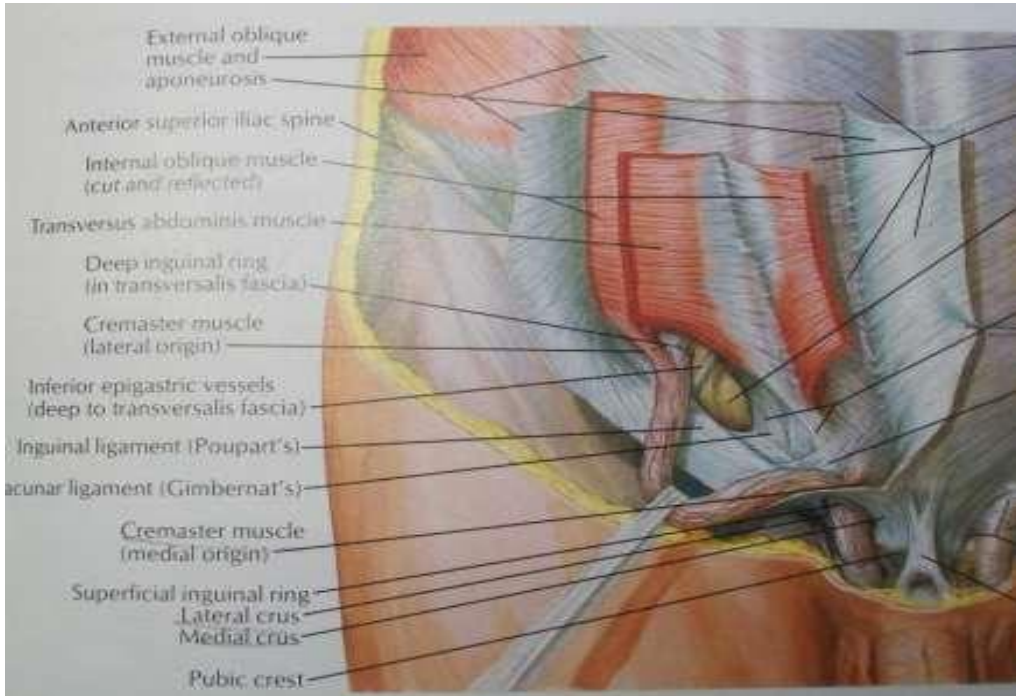 External oblique
muscle and
aponeurosis
Anterior superior iliac spine
Internal oblique muscle
(cut and reflected)
Transversus abdominis muscle
Deep inguinal ring
(in transversalis fascia)
Cremaster muscle
(lateral origin)
Inferior epigastric vessels
(deep to transversalis fascia)
Inguinal ligament (Poupart's)
acunar ligament (Gimbernat's)
Cremaster muscle
(medial origin)
Superficial inguinal ring
Lateral crus
Medial crus
Pubic crest